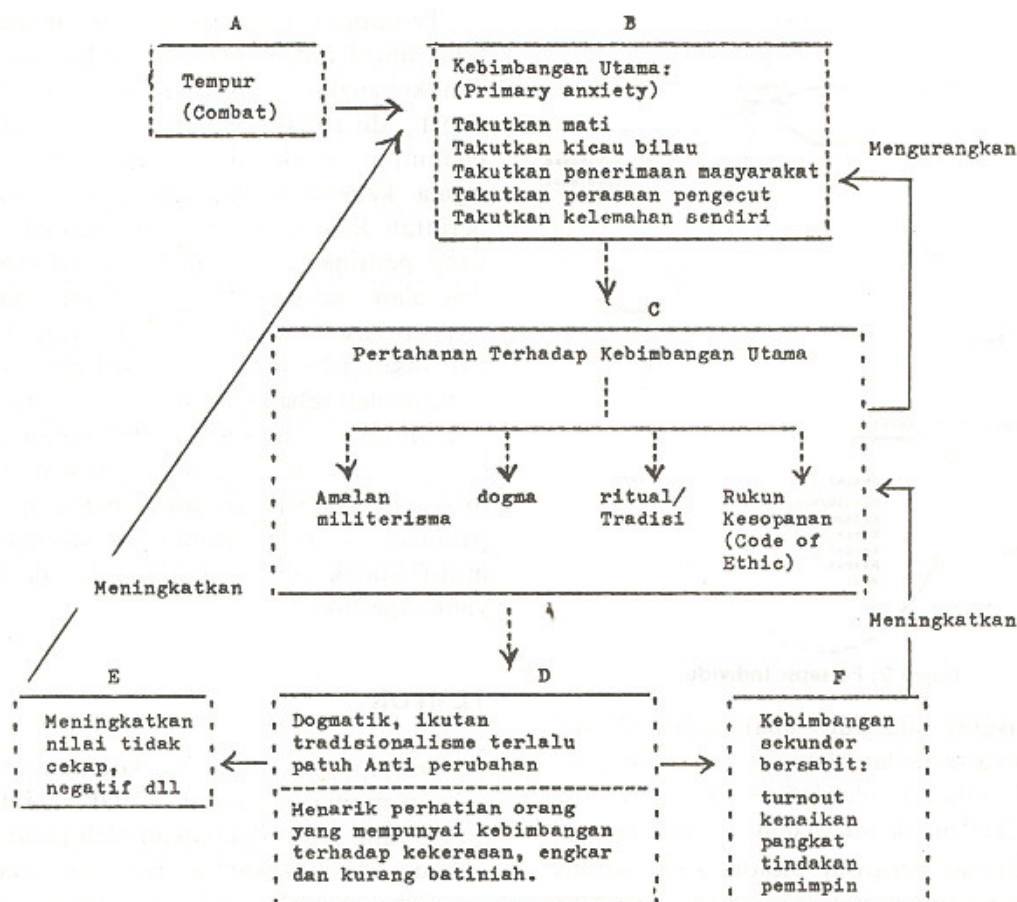 A
Tempur
(Combat)
B
Kebimbangan Utama:
(Primary anxiety)
Takutkan mati
Takutkan kicau bilau
Takutkan penerimaan masyarakat
Takutkan perasaan pengecut
Takutkan kelemahan sendiri
Mengurangkan
C
Pertahanan Terhadap Kebimbangan Utama
Amalan
militerisma
dogma
ritual/
Tradisi
Rukun
Kesopanan
(Code of
Ethic)
Meningkatkan
Meningkatkan
E
Meningkatkan
nilai tidak
cekap,
negatif dll
D
Dogmatik, ikutan
tradisionalisme terlalu
patuh Anti perubahan
Menarik perhatian orang
yang mempunyai kebimbangan
terhadap kekerasan, engkar
dan kurang batiniah.
F
Kebimbangan
sekunder
bersabit:
turnout
kenaikan
pangkat
tindakan
pemimpin